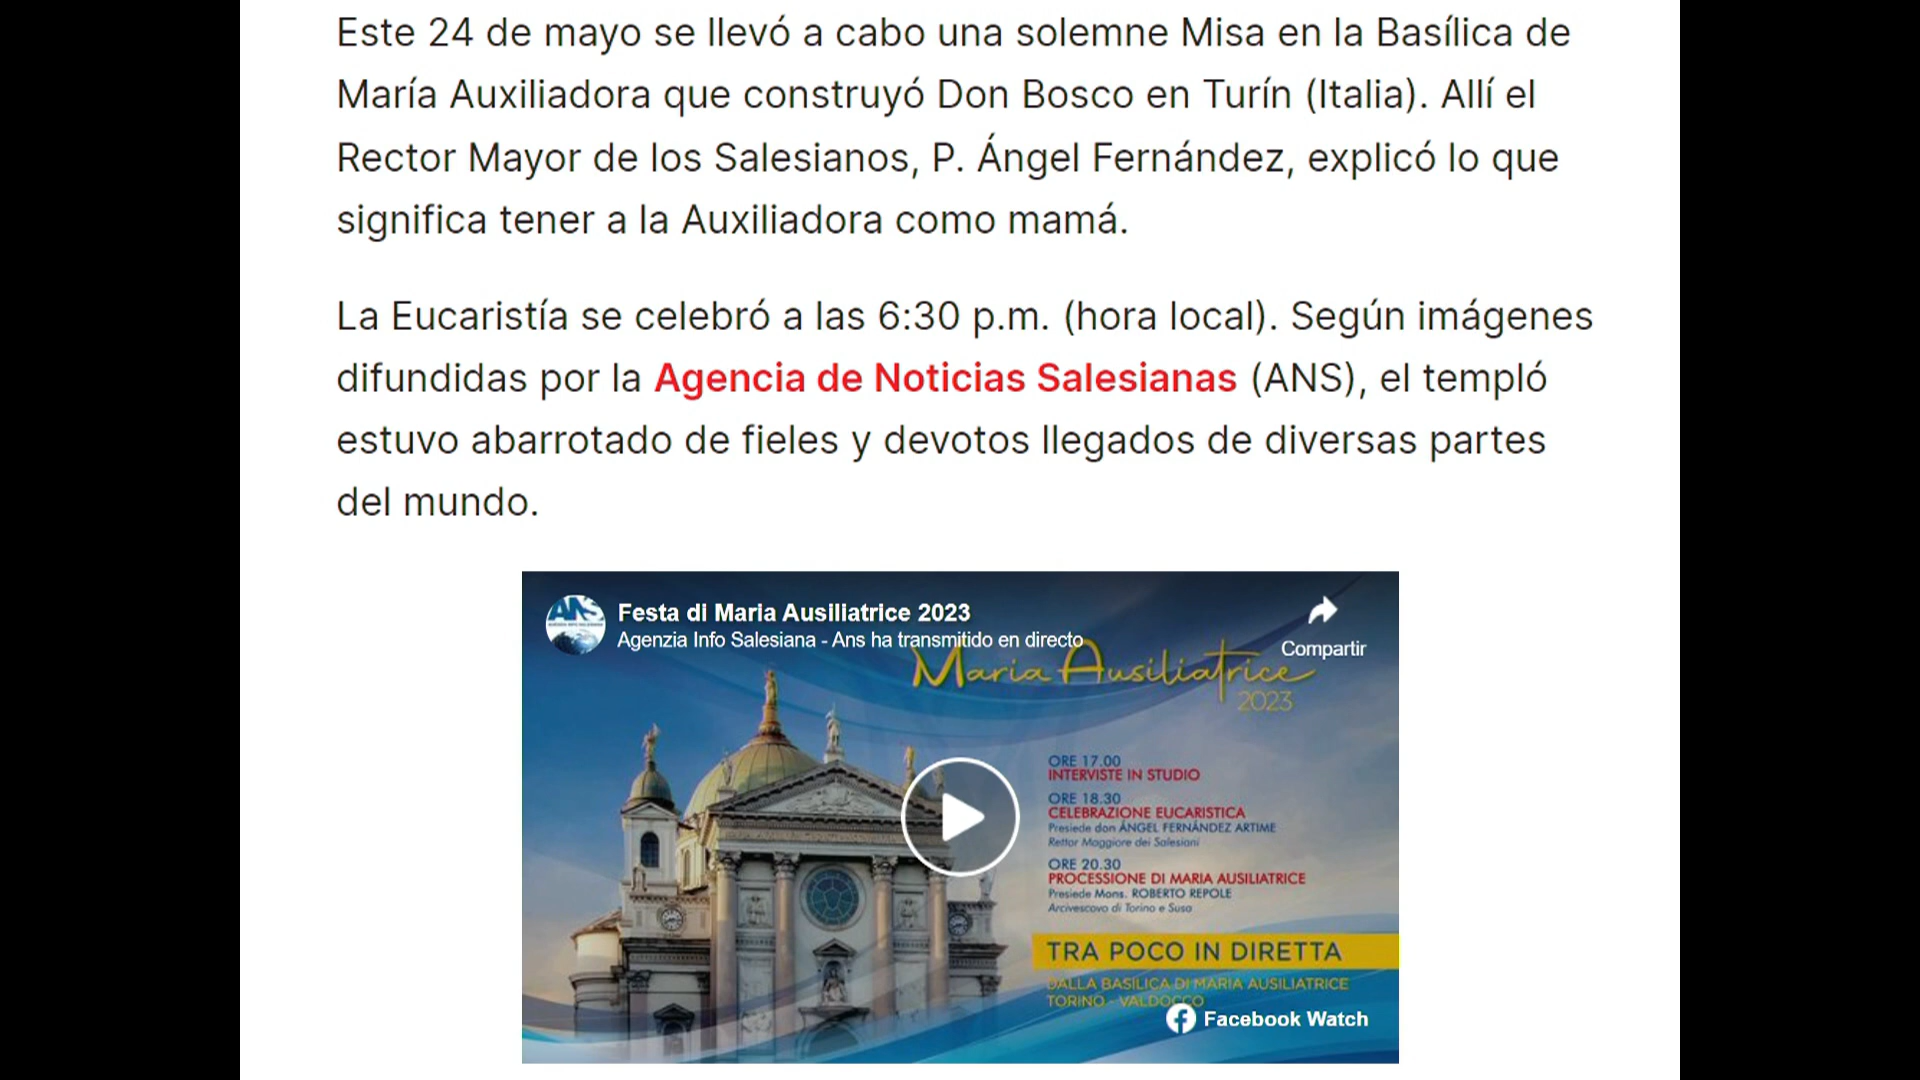 Este 24 de mayo se llevó a cabo una solemne Misa en la Basílica de
María Auxiliadora que construyó Don Bosco en Turín (Italia). Allí el
Rector Mayor de los Salesianos, P. Ángel Fernández, explicó lo que
significa tener a la Auxiliadora como mamá.
La Eucaristía se celebró a las 6:30 p.m. (hora local). Según imágenes
difundidas por la Agencia de Noticias Salesianas (ANS), el templó
estuvo abarrotado de fieles y devotos llegados de diversas partes
del mundo.
ANS
Festa di Maria Ausiliatrice 2023
Agenzia Info Salesiana - Ans ha transmitido en directo
Compartir
Maria Ausiliatrice
2023
ORE 17.00
INTERVISTE IN STUDIO
ORE 18.30
CELEBRAZIONE EUCARISTICA
Presiede don ÁNGEL FERNÁNDEZ ARTIME
Rettor Maggiore dei Salesiani
ORE 20.30
PROCESSIONE DI MARIA AUSILIATRICE
Presiede Mons. ROBERTO REPOLE
Arcivescovo di Torino e Susa
TRA POCO IN DIRETTA
DALLA BASILICA DI MARIA AUSILIATRICE
TORINO - VALDOCCO
Facebook Watch